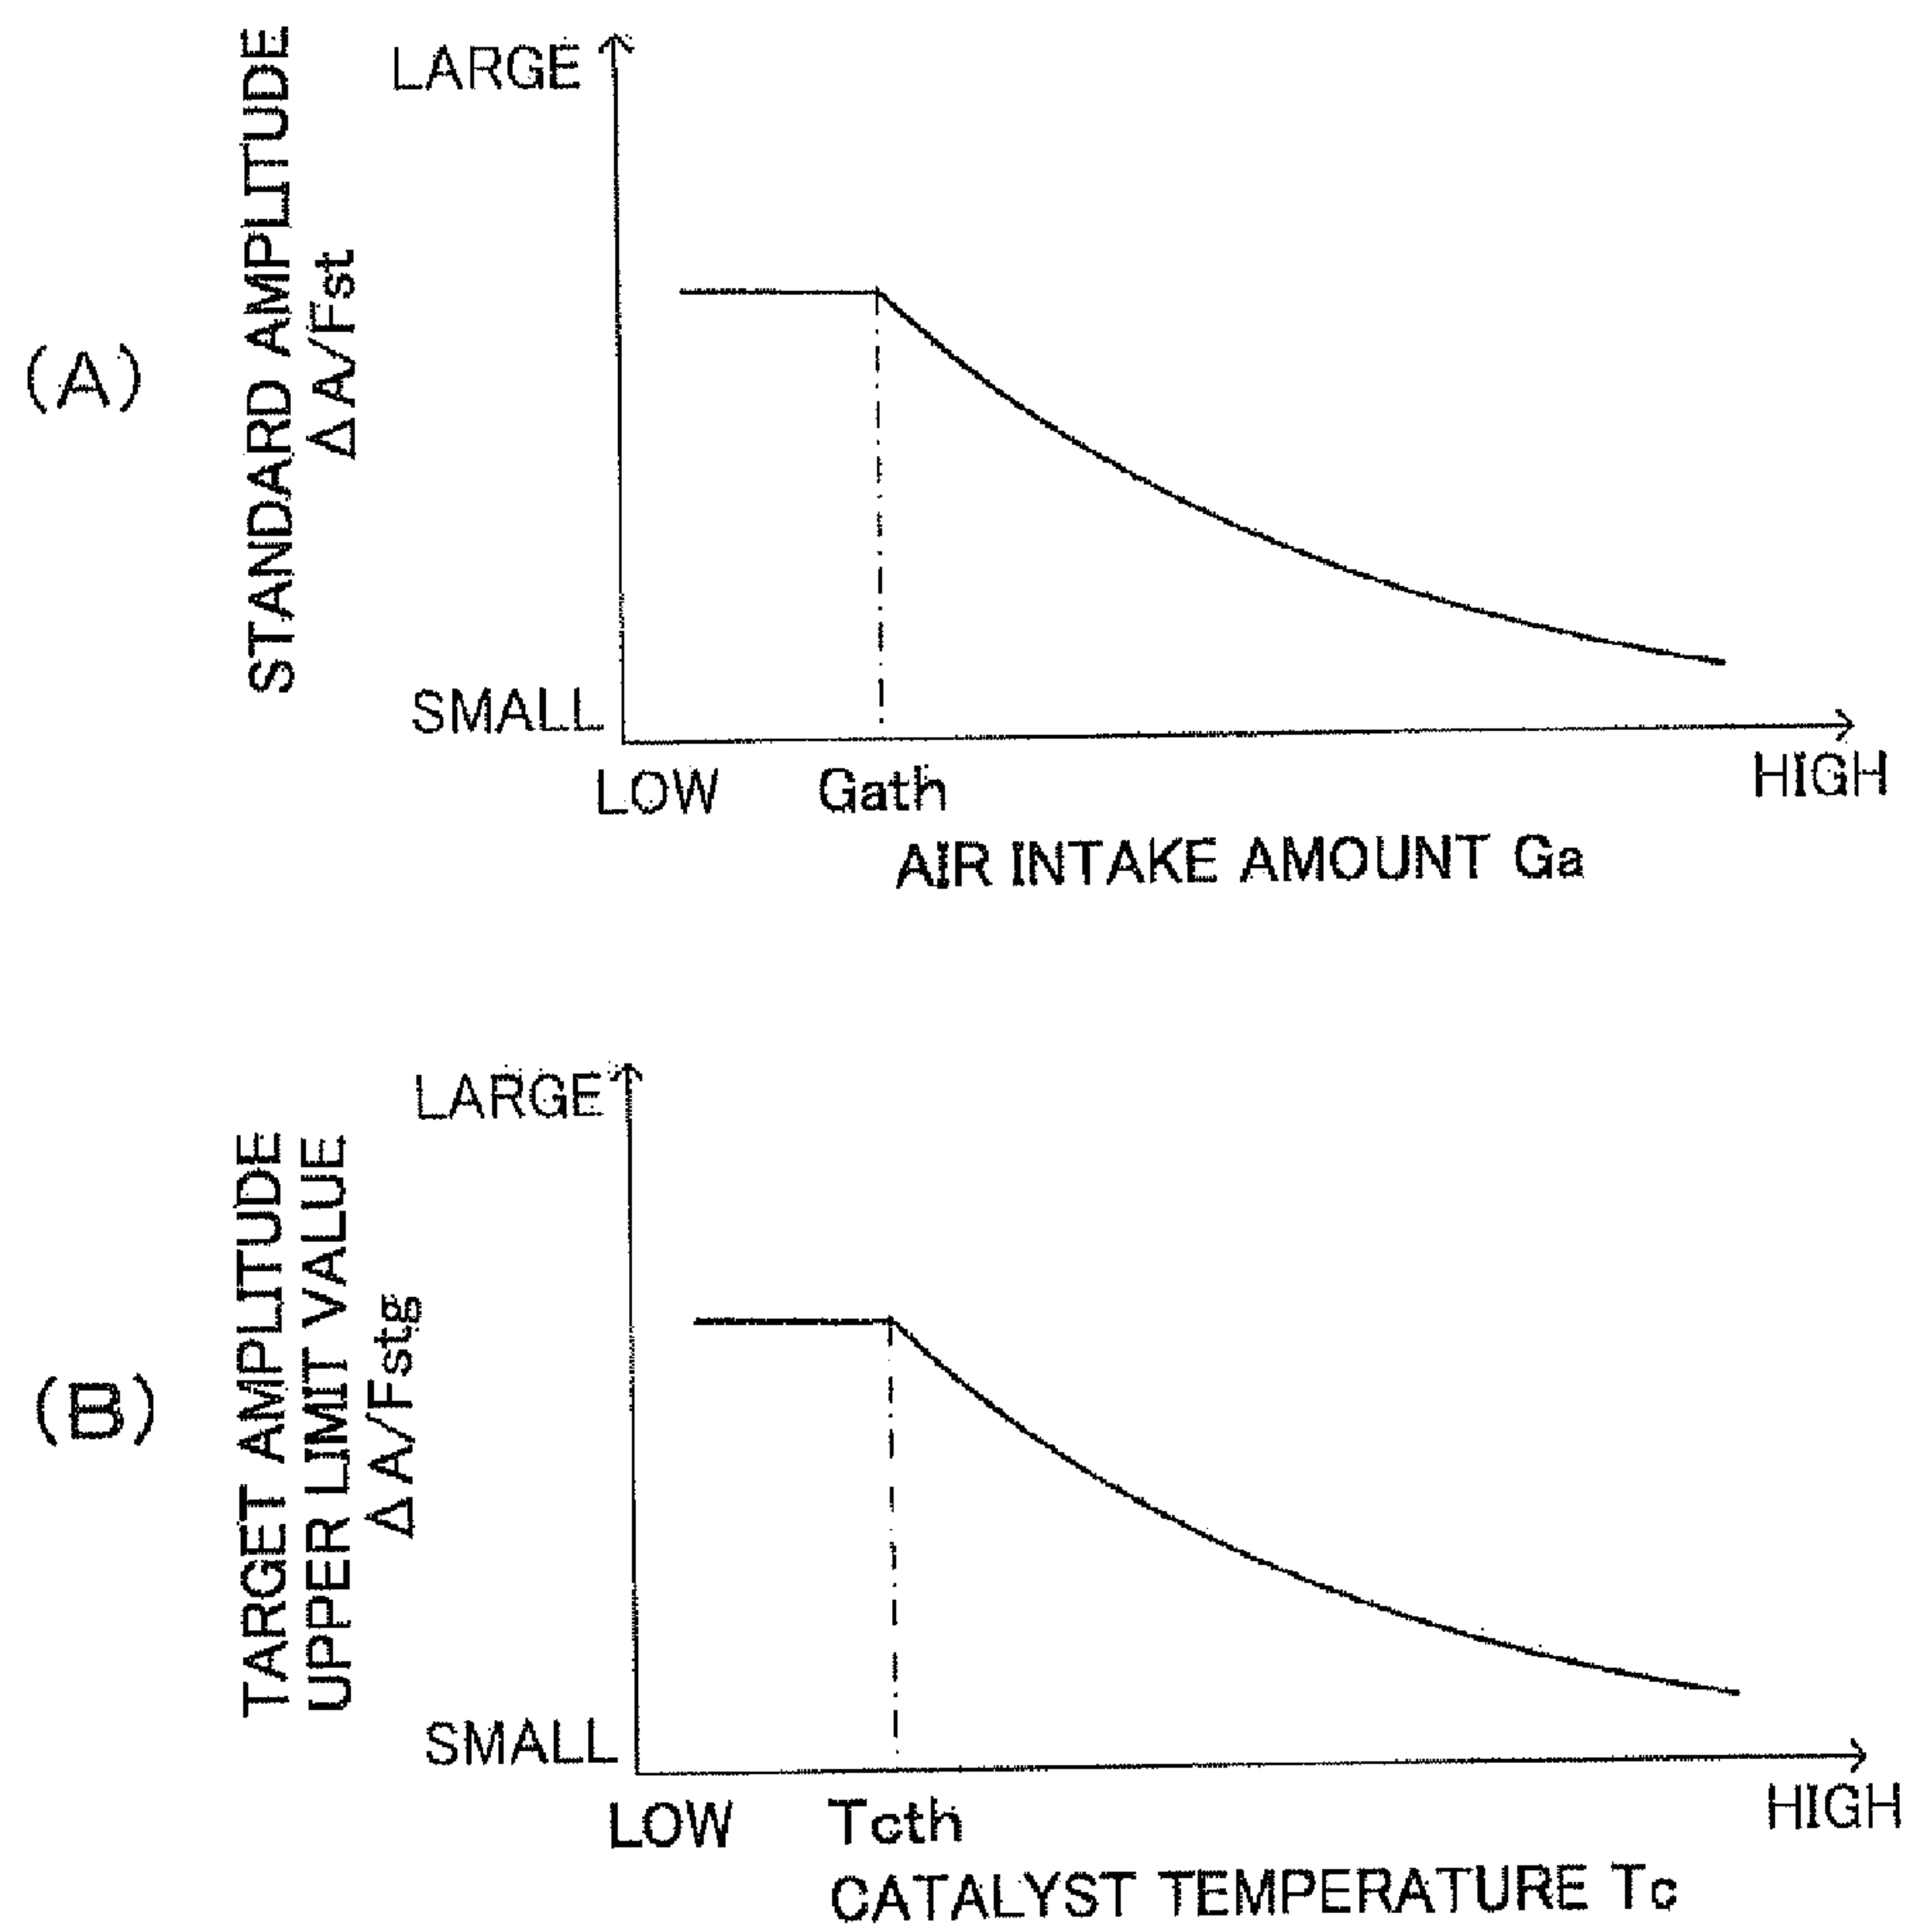 (A)
STANDARD AMPLITUDE
ΔA/Fst
LARGE
SMALL
LOW
Gath
HIGH
AIR INTAKE AMOUNT Ga
(B)
TARGET AMPLITUDE
UPPER LIMIT VALUE
ΔA/Fstg
LARGE
SMALL
LOW
Tcth
HIGH
CATALYST TEMPERATURE Tc